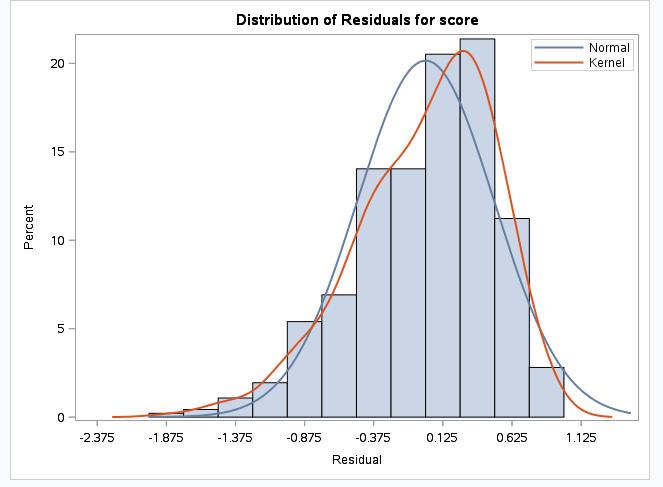 Distribution of Residuals for score
Normal
Kernel
20
15
10
5
0
Percent
-2.375 -1.875 -1.375 -0.875 -0.375 0.125 0.625 1.125
Residual